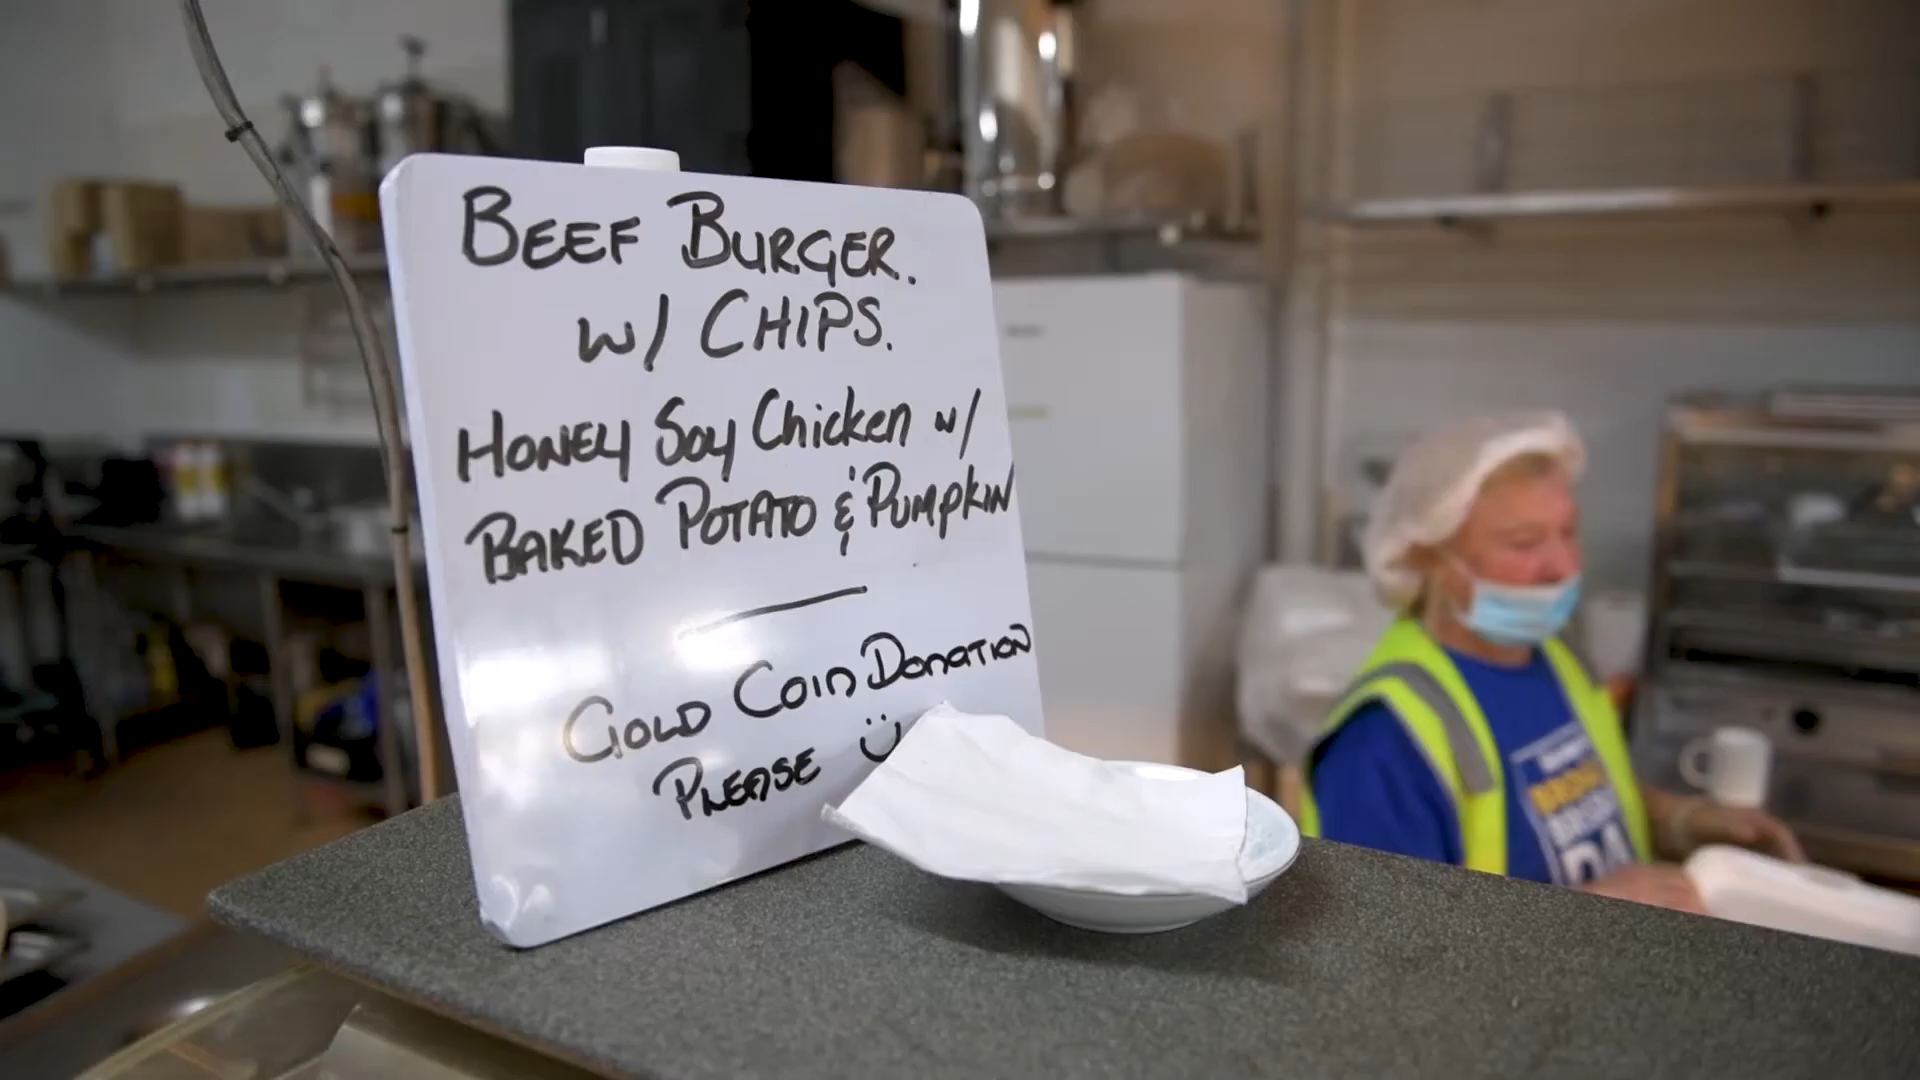 BEEF BURGER.
W/ CHIPS.
HONEY Soy Chicken w/
BAKED POTATO & PUMPKIN
GOLD COIN DONATION
PLEASE Ü